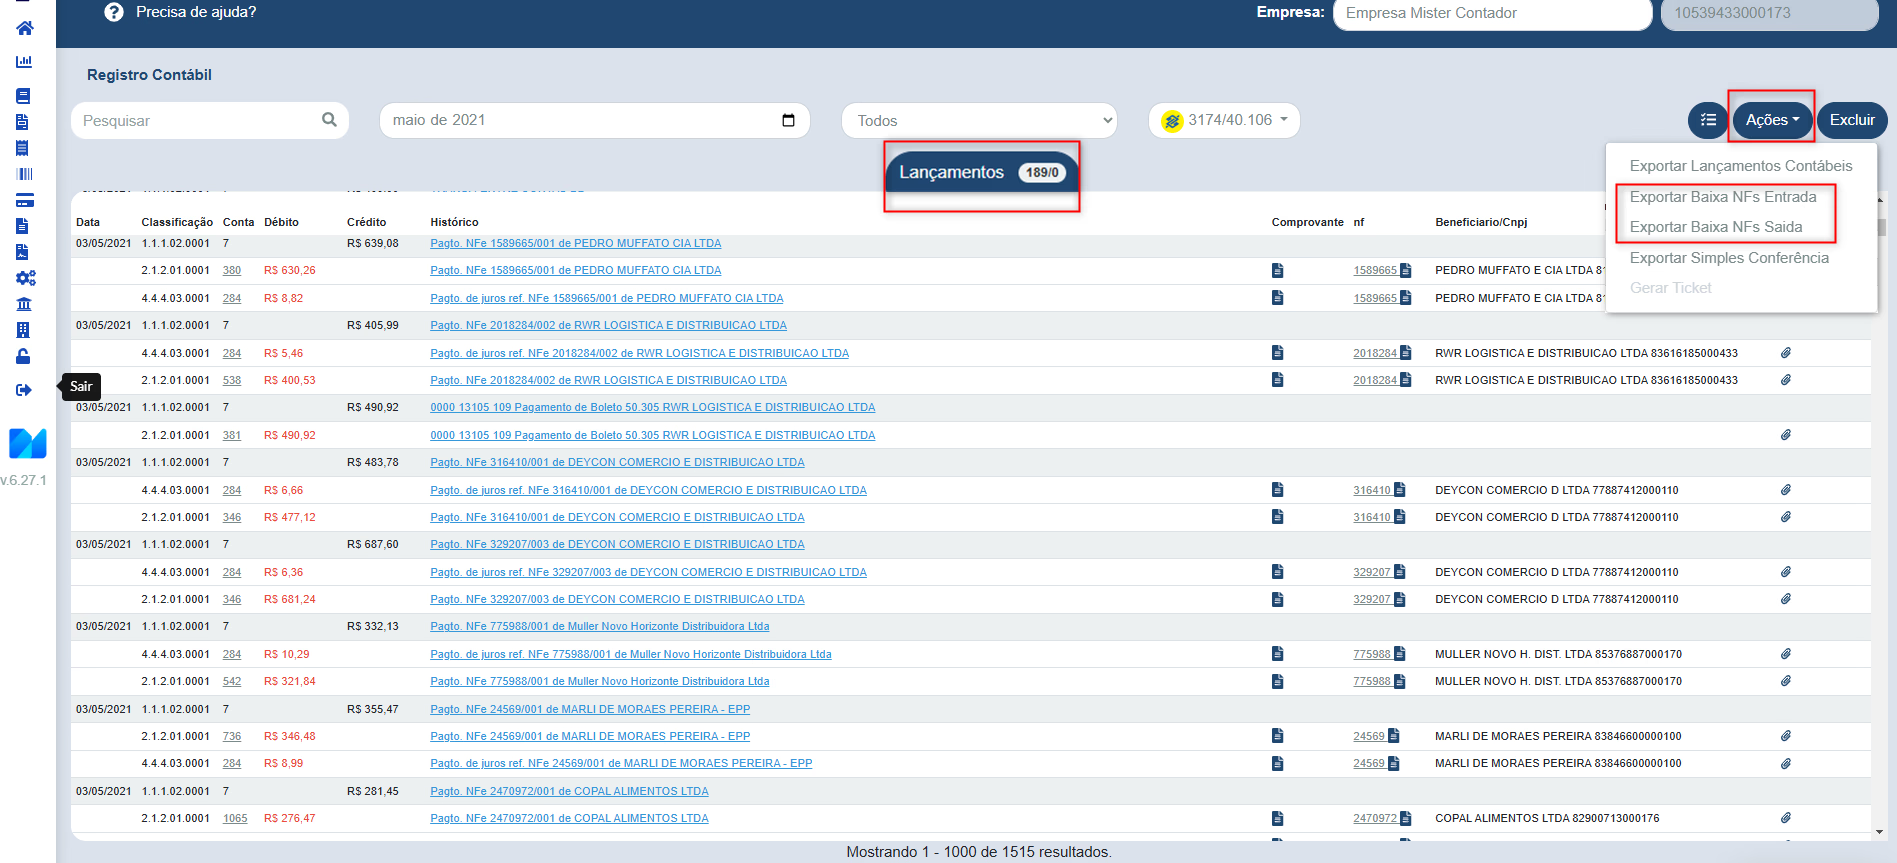 Precisa de ajuda?
Empresa: Empresa Mister Contador 10539433000173
Registro Contábil
Pesquisar maio de 2021 Todos 3174/40.106 Ações Excluir
Lançamentos 189/0
Exportar Lançamentos Contábeis
Exportar Baixa NFs Entrada
Exportar Baixa NFs Saida
Exportar Simples Conferência
Gerar Ticket
Data Classificação Conta Débito Crédito Histórico Comprovante nf Beneficiario/Cnpj
03/05/2021 1.1.1.02.0001 7 R$ 639,08 Pagto. NFe 1589665/001 de PEDRO MUFFATO CIA LTDA
2.1.2.01.0001 380 R$ 630,26 Pagto. NFe 1589665/001 de PEDRO MUFFATO CIA LTDA 1589665 PEDRO MUFFATO E CIA LTDA 81
4.4.4.03.0001 284 R$ 8,82 Pagto. de juros ref. NFe 1589665/001 de PEDRO MUFFATO CIA LTDA 1589665 PEDRO MUFFATO E CIA LTDA 81
03/05/2021 1.1.1.02.0001 7 R$ 405,99 Pagto. NFe 2018284/002 de RWR LOGISTICA E DISTRIBUICAO LTDA
4.4.4.03.0001 284 R$ 5,46 Pagto. de juros ref. NFe 2018284/002 de RWR LOGISTICA E DISTRIBUICAO LTDA 2018284 RWR LOGISTICA E DISTRIBUICAO LTDA 83616185000433
2.1.2.01.0001 538 R$ 400,53 Pagto. NFe 2018284/002 de RWR LOGISTICA E DISTRIBUICAO LTDA 2018284 RWR LOGISTICA E DISTRIBUICAO LTDA 83616185000433
Sair
03/05/2021 1.1.1.02.0001 7 R$ 490,92 0000 13105 109 Pagamento de Boleto 50.305 RWR LOGISTICA E DISTRIBUICAO LTDA
2.1.2.01.0001 381 R$ 490,92 0000 13105 109 Pagamento de Boleto 50.305 RWR LOGISTICA E DISTRIBUICAO LTDA
03/05/2021 1.1.1.02.0001 7 R$ 483,78 Pagto. NFe 316410/001 de DEYCON COMERCIO E DISTRIBUICAO LTDA
v.6.27.1
4.4.4.03.0001 284 R$ 6,66 Pagto. de juros ref. NFe 316410/001 de DEYCON COMERCIO E DISTRIBUICAO LTDA 316410 DEYCON COMERCIO D LTDA 77887412000110
2.1.2.01.0001 346 R$ 477,12 Pagto. NFe 316410/001 de DEYCON COMERCIO E DISTRIBUICAO LTDA 316410 DEYCON COMERCIO D LTDA 77887412000110
03/05/2021 1.1.1.02.0001 7 R$ 687,60 Pagto. NFe 329207/003 de DEYCON COMERCIO E DISTRIBUICAO LTDA
4.4.4.03.0001 284 R$ 6,36 Pagto. de juros ref. NFe 329207/003 de DEYCON COMERCIO E DISTRIBUICAO LTDA 329207 DEYCON COMERCIO D LTDA 77887412000110
2.1.2.01.0001 346 R$ 681,24 Pagto. NFe 329207/003 de DEYCON COMERCIO E DISTRIBUICAO LTDA 329207 DEYCON COMERCIO D LTDA 77887412000110
03/05/2021 1.1.1.02.0001 7 R$ 332,13 Pagto. NFe 775988/001 de Muller Novo Horizonte Distribuidora Ltda
4.4.4.03.0001 284 R$ 10,29 Pagto. de juros ref. NFe 775988/001 de Muller Novo Horizonte Distribuidora Ltda 775988 MULLER NOVO H. DIST. LTDA 85376887000170
2.1.2.01.0001 542 R$ 321,84 Pagto. NFe 775988/001 de Muller Novo Horizonte Distribuidora Ltda 775988 MULLER NOVO H. DIST. LTDA 85376887000170
03/05/2021 1.1.1.02.0001 7 R$ 355,47 Pagto. NFe 24569/001 de MARLI DE MORAES PEREIRA - EPP
2.1.2.01.0001 736 R$ 346,48 Pagto. NFe 24569/001 de MARLI DE MORAES PEREIRA - EPP 24569 MARLI DE MORAES PEREIRA 83846600000100
4.4.4.03.0001 284 R$ 8,99 Pagto. de juros ref. NFe 24569/001 de MARLI DE MORAES PEREIRA - EPP 24569 MARLI DE MORAES PEREIRA 83846600000100
03/05/2021 1.1.1.02.0001 7 R$ 281,45 Pagto. NFe 2470972/001 de COPAL ALIMENTOS LTDA
2.1.2.01.0001 1065 R$ 276,47 Pagto. NFe 2470972/001 de COPAL ALIMENTOS LTDA 2470972 COPAL ALIMENTOS LTDA 82900713000176
Mostrando 1 - 1000 de 1515 resultados.